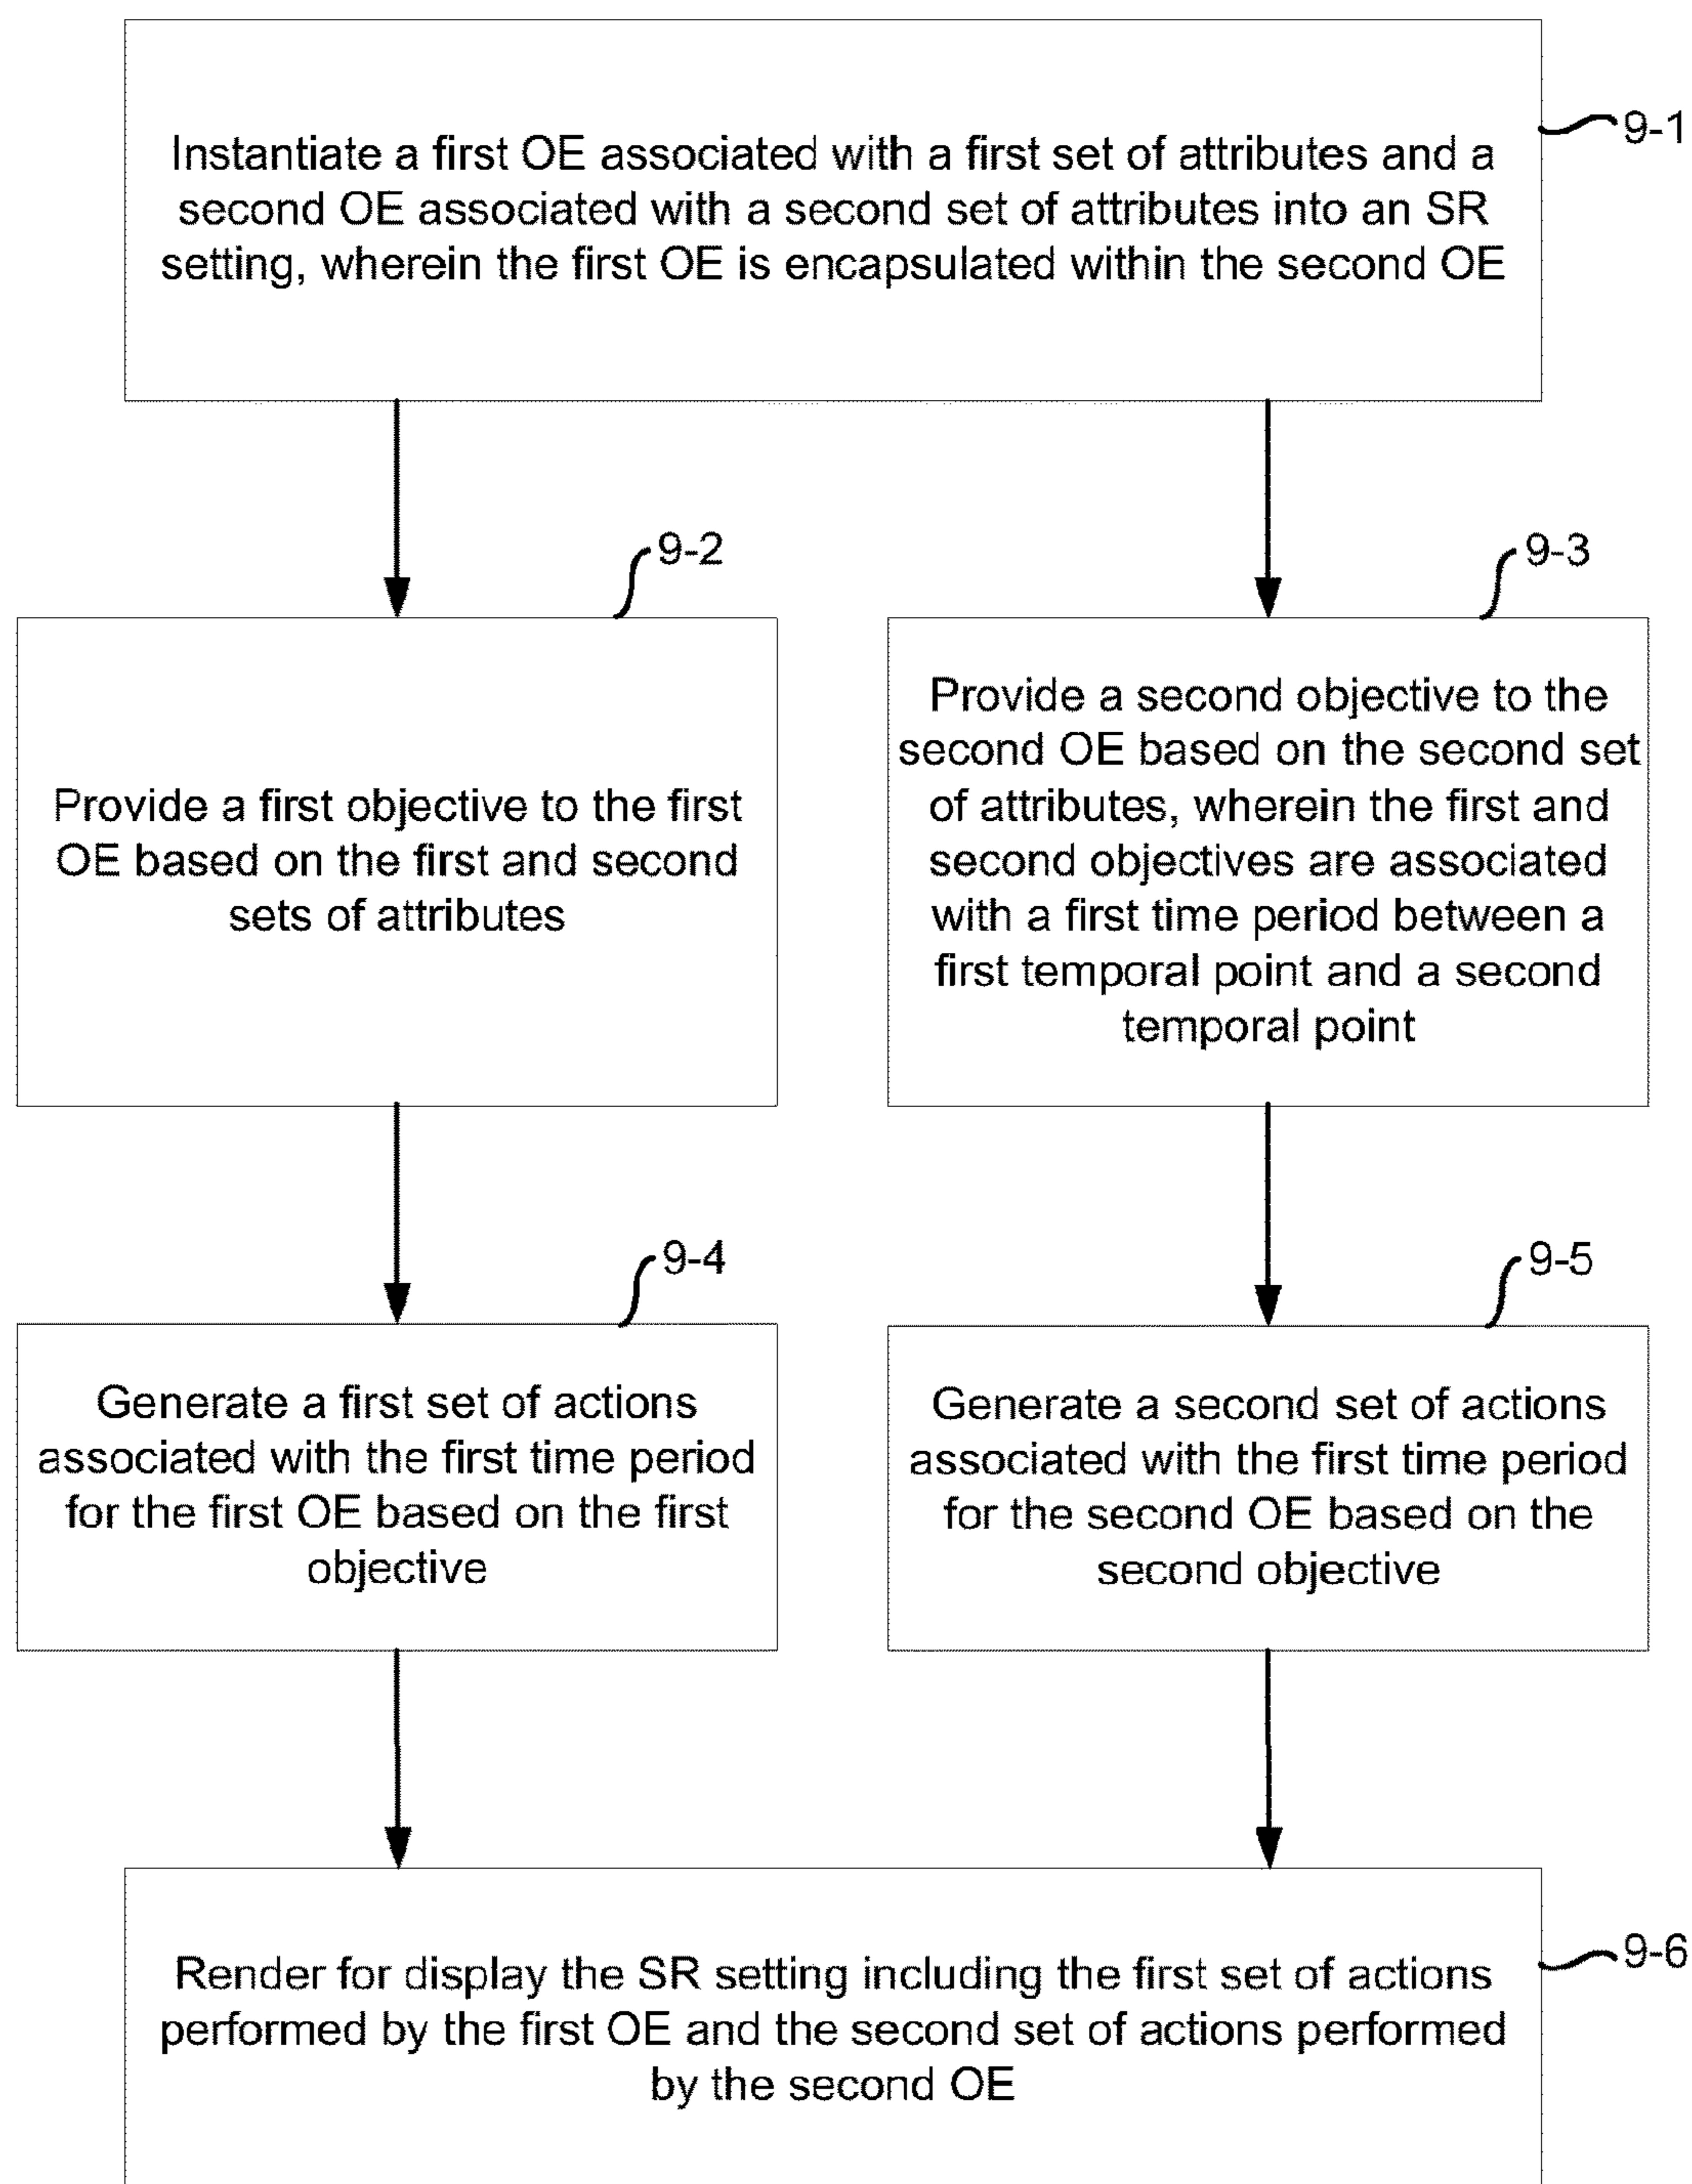 Instantiate a first OE associated with a first set of attributes and a
second OE associated with a second set of attributes into an SR
setting, wherein the first OE is encapsulated within the second OE
9-1
9-2
Provide a first objective to the first
OE based on the first and second
sets of attributes
9-3
Provide a second objective to the
second OE based on the second set
of attributes, wherein the first and
second objectives are associated
with a first time period between a
first temporal point and a second
temporal point
9-4
Generate a first set of actions
associated with the first time period
for the first OE based on the first
objective
9-5
Generate a second set of actions
associated with the first time period
for the second OE based on the
second objective
Render for display the SR setting including the first set of actions
performed by the first OE and the second set of actions performed
by the second OE
9-6